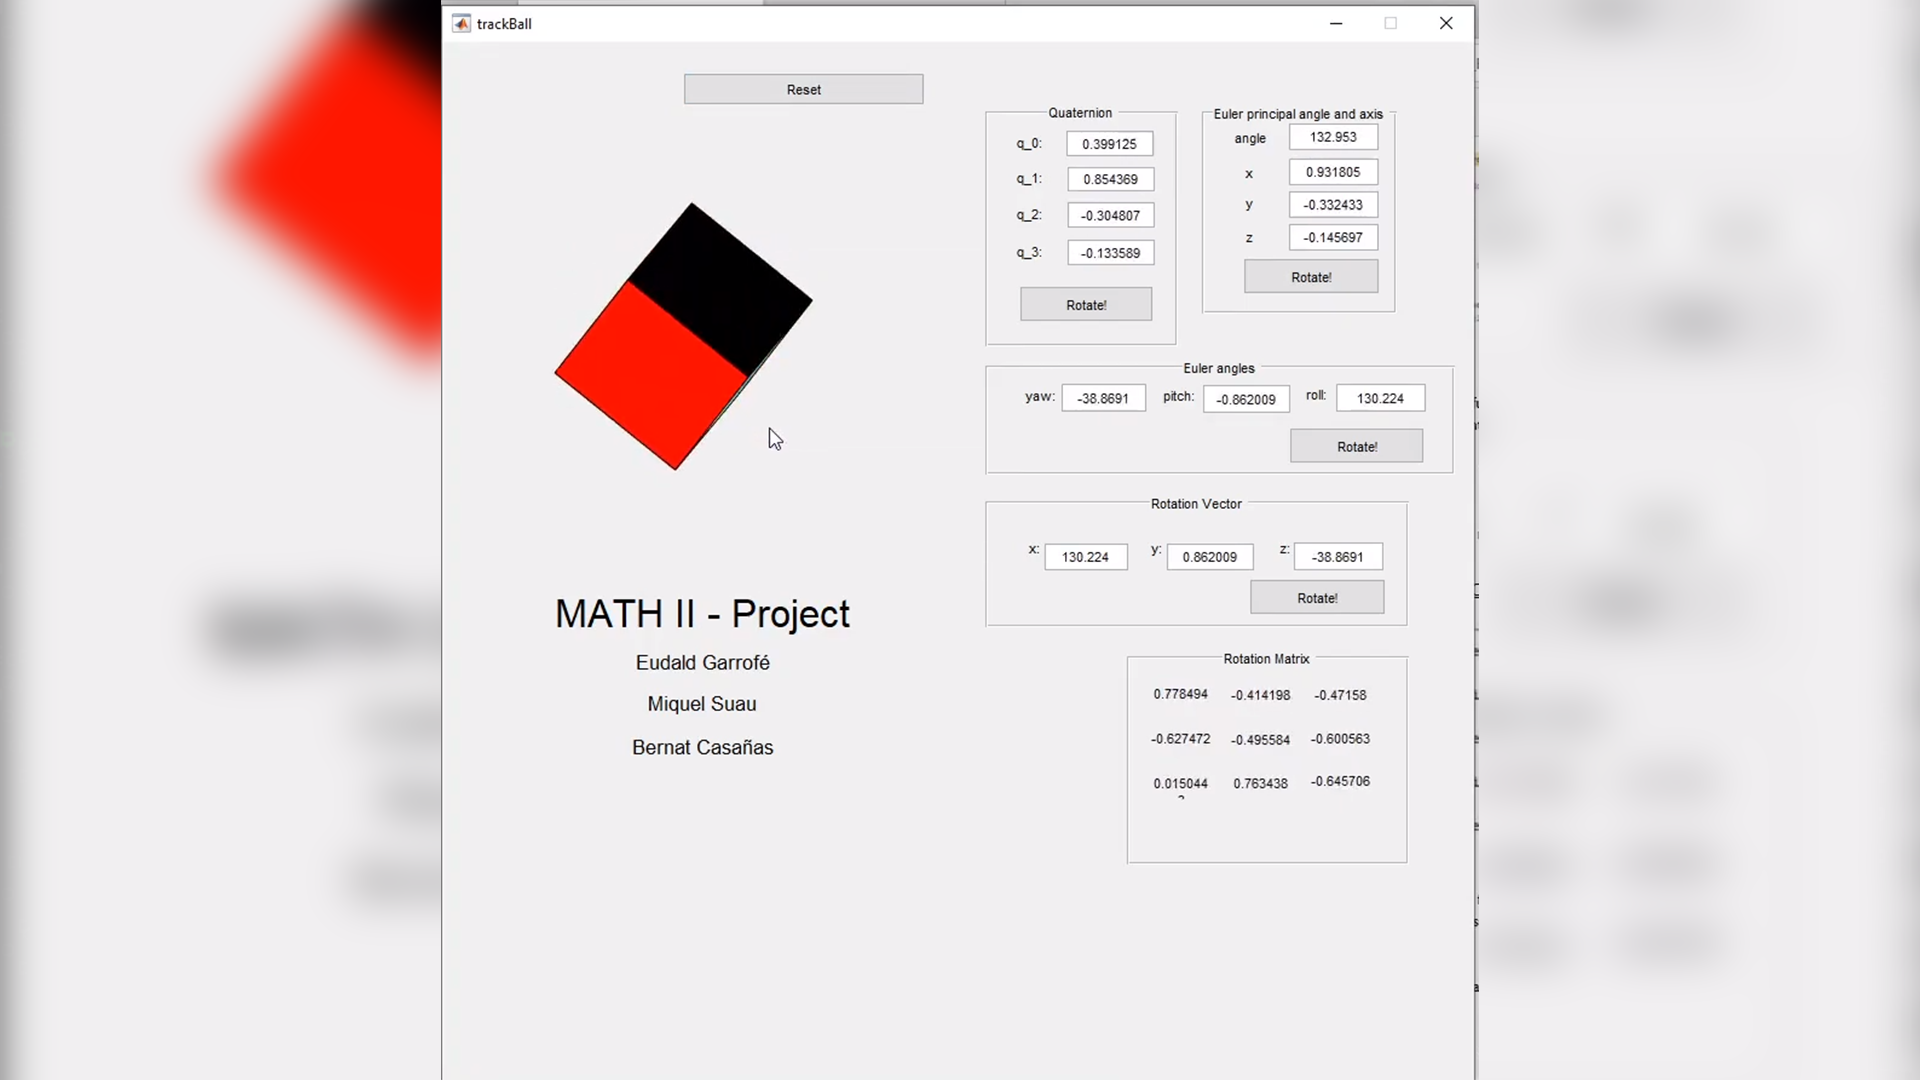 trackBall
Reset
Quaternion
q_0: 0.399125
q_1: 0.854369
q_2: -0.304807
q_3: -0.133589
Rotate!
Euler principal angle and axis
angle 132.953
x 0.931805
y -0.332433
z -0.145697
Rotate!
Euler angles
yaw: -38.8691 pitch: -0.862009 roll: 130.224
Rotate!
Rotation Vector
x: 130.224 y: 0.862009 z: -38.8691
Rotate!
MATH II - Project
Eudald Garrofé
Miquel Suau
Bernat Casañas
Rotation Matrix
0.778494 -0.414198 -0.47158
-0.627472 -0.495584 -0.600563
0.015044 0.763438 -0.645706